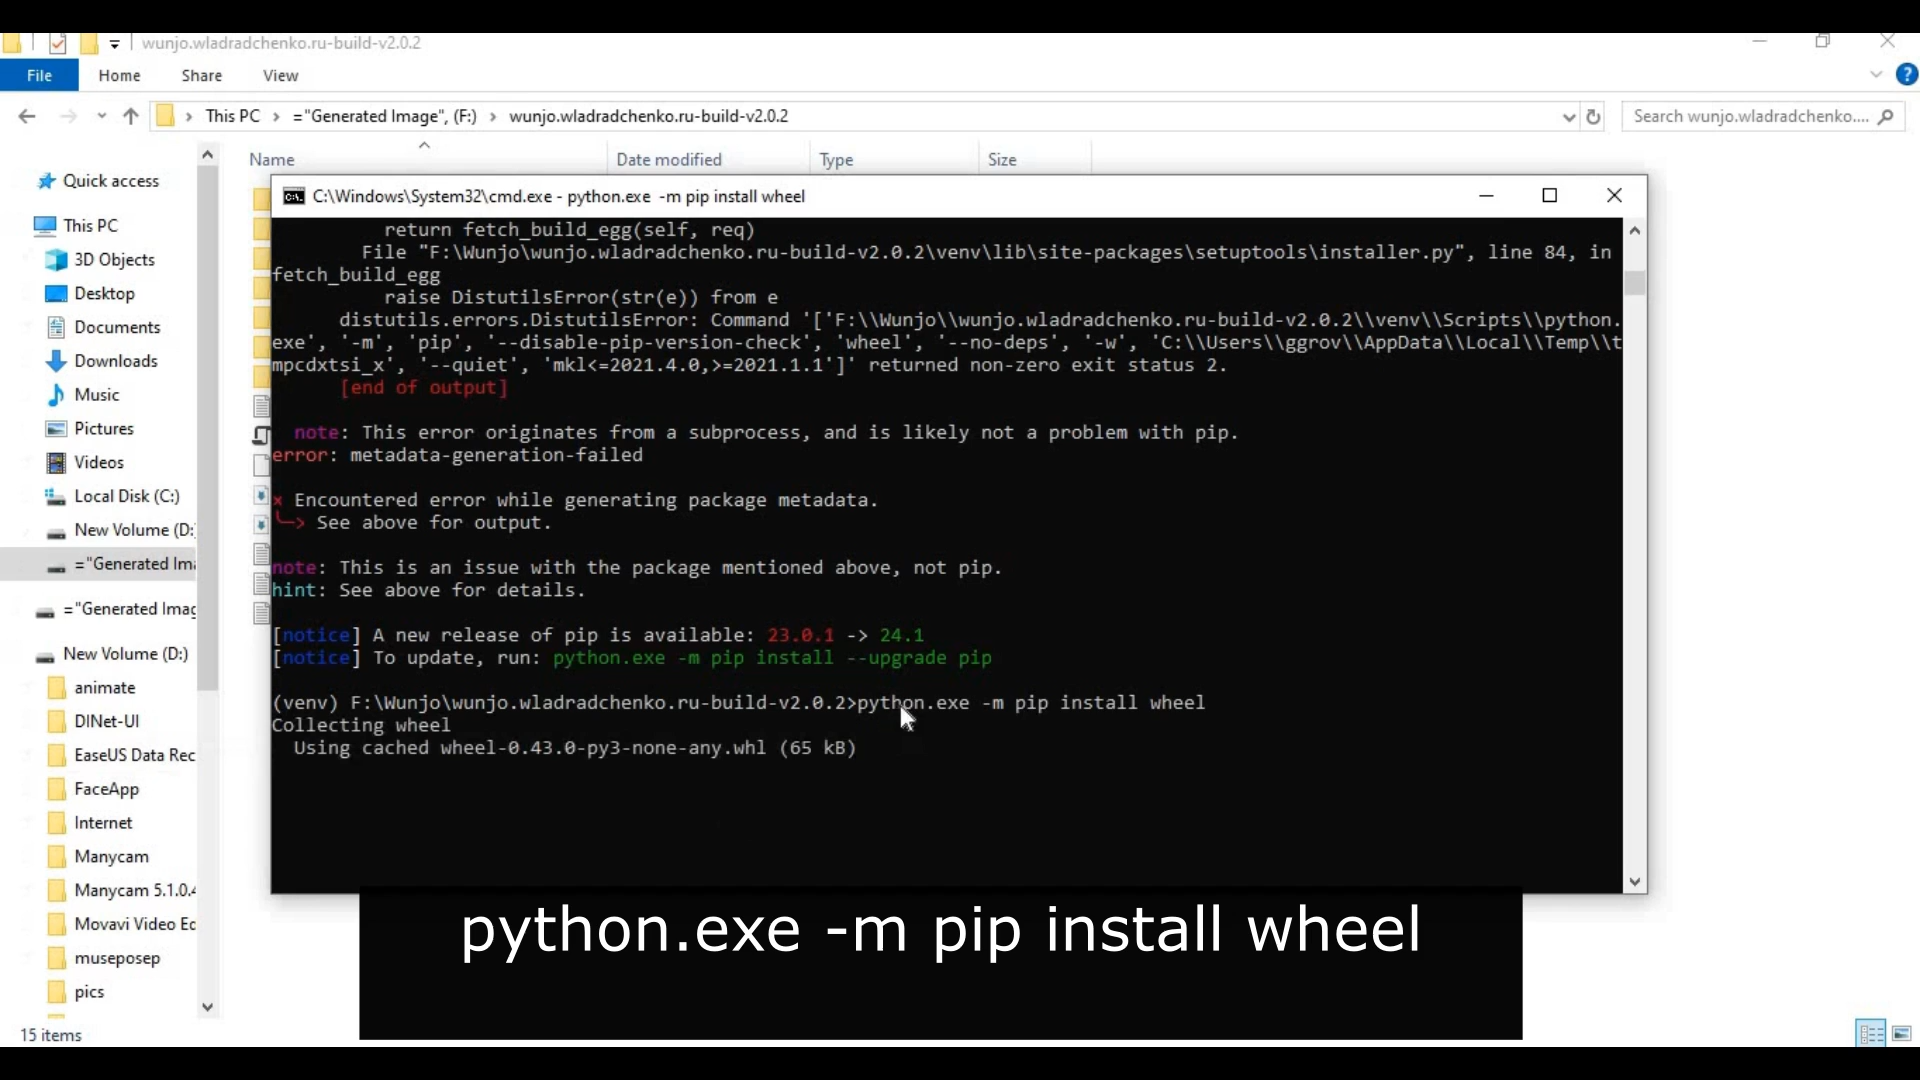 wunjo.wladradchenko.ru-build-v2.0.2
File Home Share View
This PC ="Generated Image", (F:) wunjo.wladradchenko.ru-build-v2.0.2
Search wunjo.wladradchenko....
Name Date modified Type Size
Quick access
This PC
3D Objects
Desktop
Documents
Downloads
Music
Pictures
Videos
Local Disk (C:)
New Volume (D:
="Generated Ima
="Generated Imag
New Volume (D:)
animate
DINet-UI
EaseUS Data Rec
FaceApp
Internet
Manycam
Manycam 5.1.0.4
Movavi Video Ec
museposep
pics
15 items
C:\Windows\System32\cmd.exe - python.exe  -m pip install wheel
return fetch_build_egg(self, req)
File "F:\Wunjo\wunjo.wladradchenko.ru-build-v2.0.2\venv\lib\site-packages\setuptools\installer.py", line 84, in
fetch_build_egg
raise DistutilsError(str(e)) from e
distutils.errors.DistutilsError: Command '['F:\\Wunjo\\wunjo.wladradchenko.ru-build-v2.0.2\\venv\\Scripts\\python.
exe', '-m', 'pip', '--disable-pip-version-check', 'wheel', '--no-deps', '-w', 'C:\\Users\\ggrov\\AppData\\Local\\Temp\\t
mpcdxtsi_x', '--quiet', 'mkl<=2021.4.0,>=2021.1.1']' returned non-zero exit status 2.
[end of output]
note: This error originates from a subprocess, and is likely not a problem with pip.
error: metadata-generation-failed
× Encountered error while generating package metadata.
╰─> See above for output.
note: This is an issue with the package mentioned above, not pip.
hint: See above for details.
[notice] A new release of pip is available: 23.0.1 -> 24.1
[notice] To update, run: python.exe -m pip install --upgrade pip
(venv) F:\Wunjo\wunjo.wladradchenko.ru-build-v2.0.2>python.exe -m pip install wheel
Collecting wheel
Using cached wheel-0.43.0-py3-none-any.whl (65 kB)
python.exe -m pip install wheel